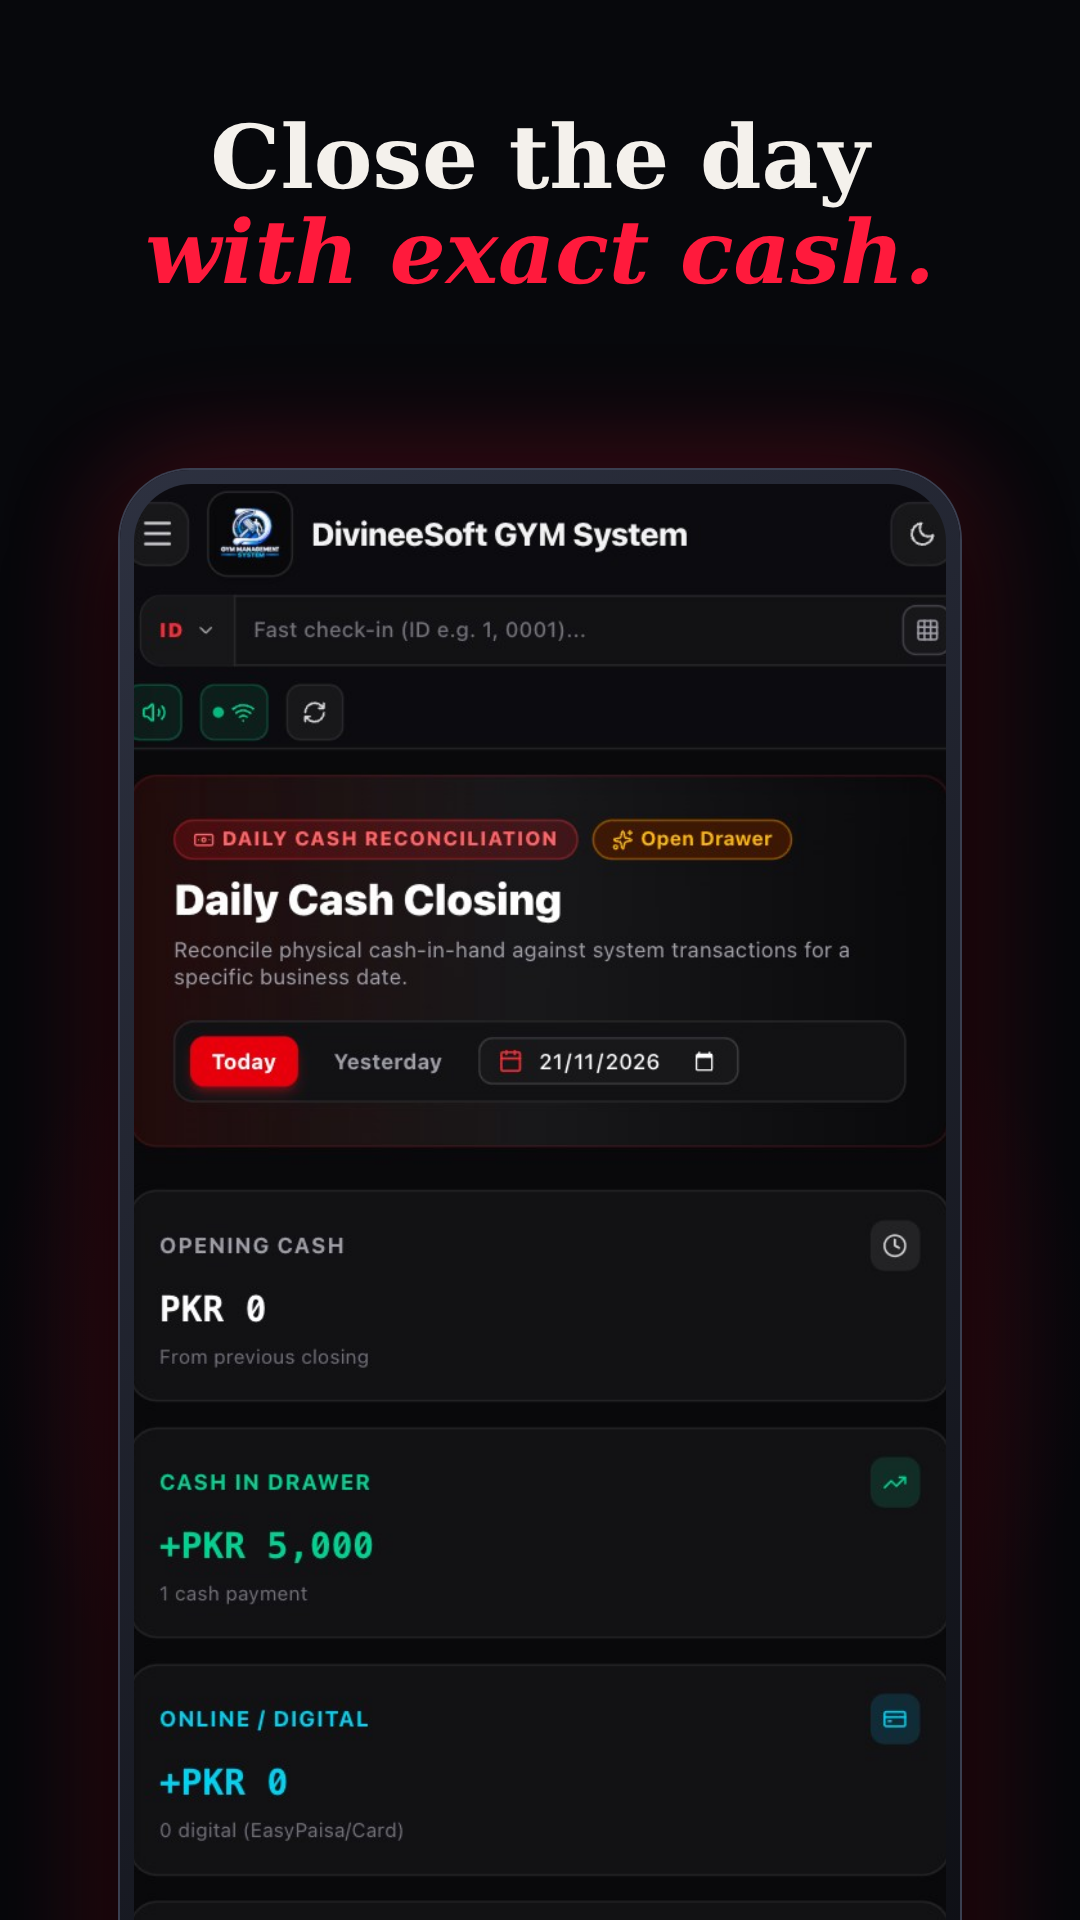 Close the day
with exact cash.
GYM MANAGEMENT
SYSTEM
DivineeSoft GYM System
ID
Fast check-in (ID e.g. 1, 0001)...
DAILY CASH RECONCILIATION
Open Drawer
Daily Cash Closing
Reconcile physical cash-in-hand against system transactions for a
specific business date.
Today
Yesterday
21/11/2026
OPENING CASH
PKR 0
From previous closing
CASH IN DRAWER
+PKR 5,000
1 cash payment
ONLINE / DIGITAL
+PKR 0
0 digital (EasyPaisa/Card)